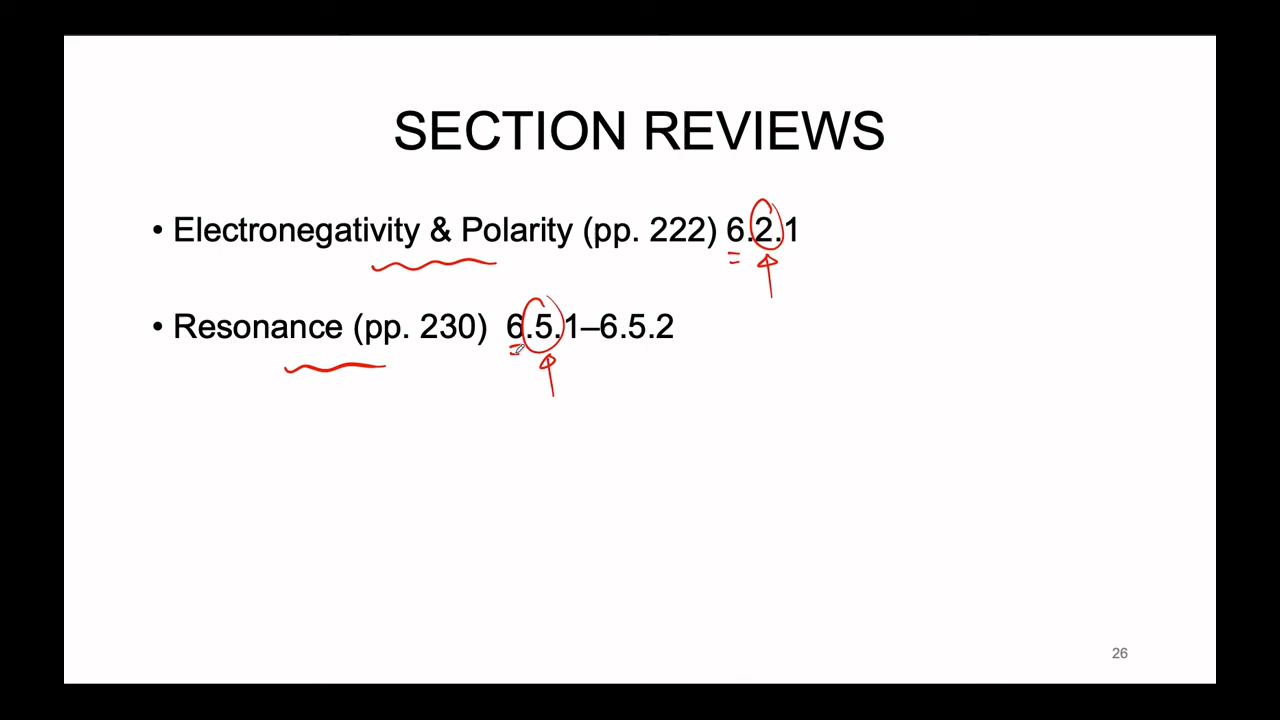 SECTION REVIEWS
• Electronegativity & Polarity (pp. 222) 6.2.1
• Resonance (pp. 230) 6.5.1–6.5.2
26